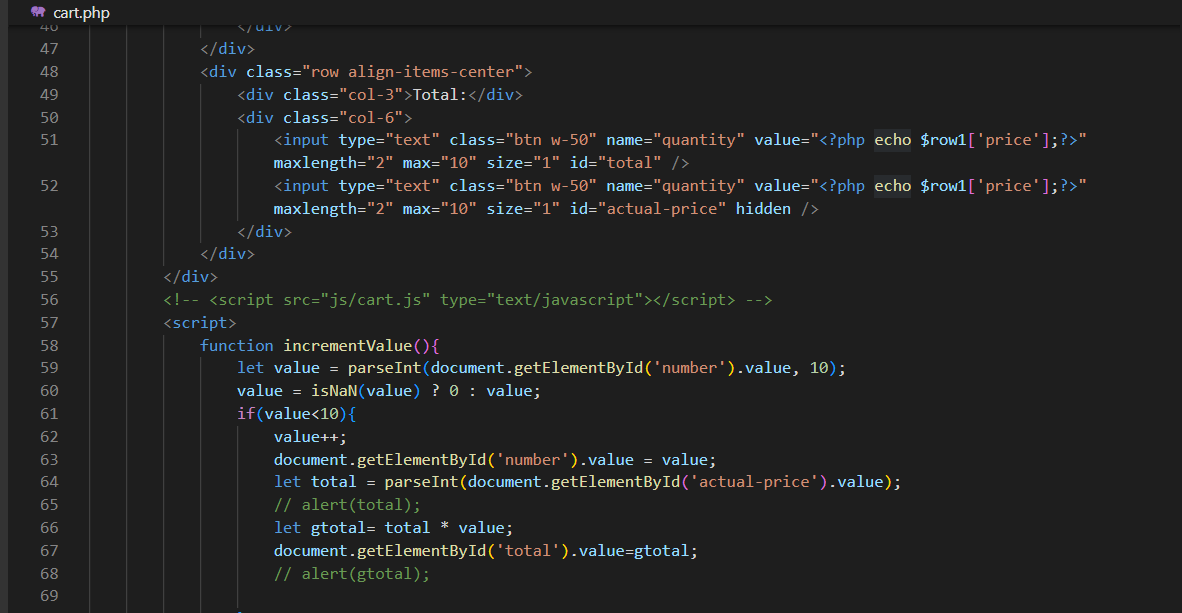 cart.php
46 </div>
47 </div>
48 <div class="row align-items-center">
49 <div class="col-3">Total:</div>
50 <div class="col-6">
51 <input type="text" class="btn w-50" name="quantity" value="<?php echo $row1['price'];?>"
maxlength="2" max="10" size="1" id="total" />
52 <input type="text" class="btn w-50" name="quantity" value="<?php echo $row1['price'];?>"
maxlength="2" max="10" size="1" id="actual-price" hidden />
53 </div>
54 </div>
55 </div>
56 <!-- <script src="js/cart.js" type="text/javascript"></script> -->
57 <script>
58 function incrementValue(){
59 let value = parseInt(document.getElementById('number').value, 10);
60 value = isNaN(value) ? 0 : value;
61 if(value<10){
62 value++;
63 document.getElementById('number').value = value;
64 let total = parseInt(document.getElementById('actual-price').value);
65 // alert(total);
66 let gtotal= total * value;
67 document.getElementById('total').value=gtotal;
68 // alert(gtotal);
69